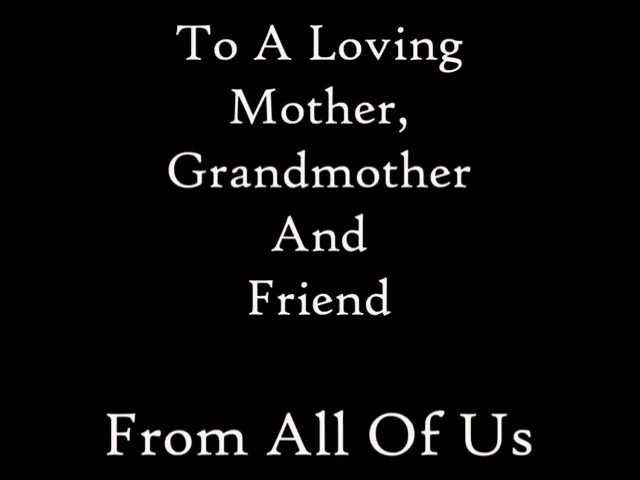 To A Loving
Mother,
Grandmother
And
Friend
From All Of Us